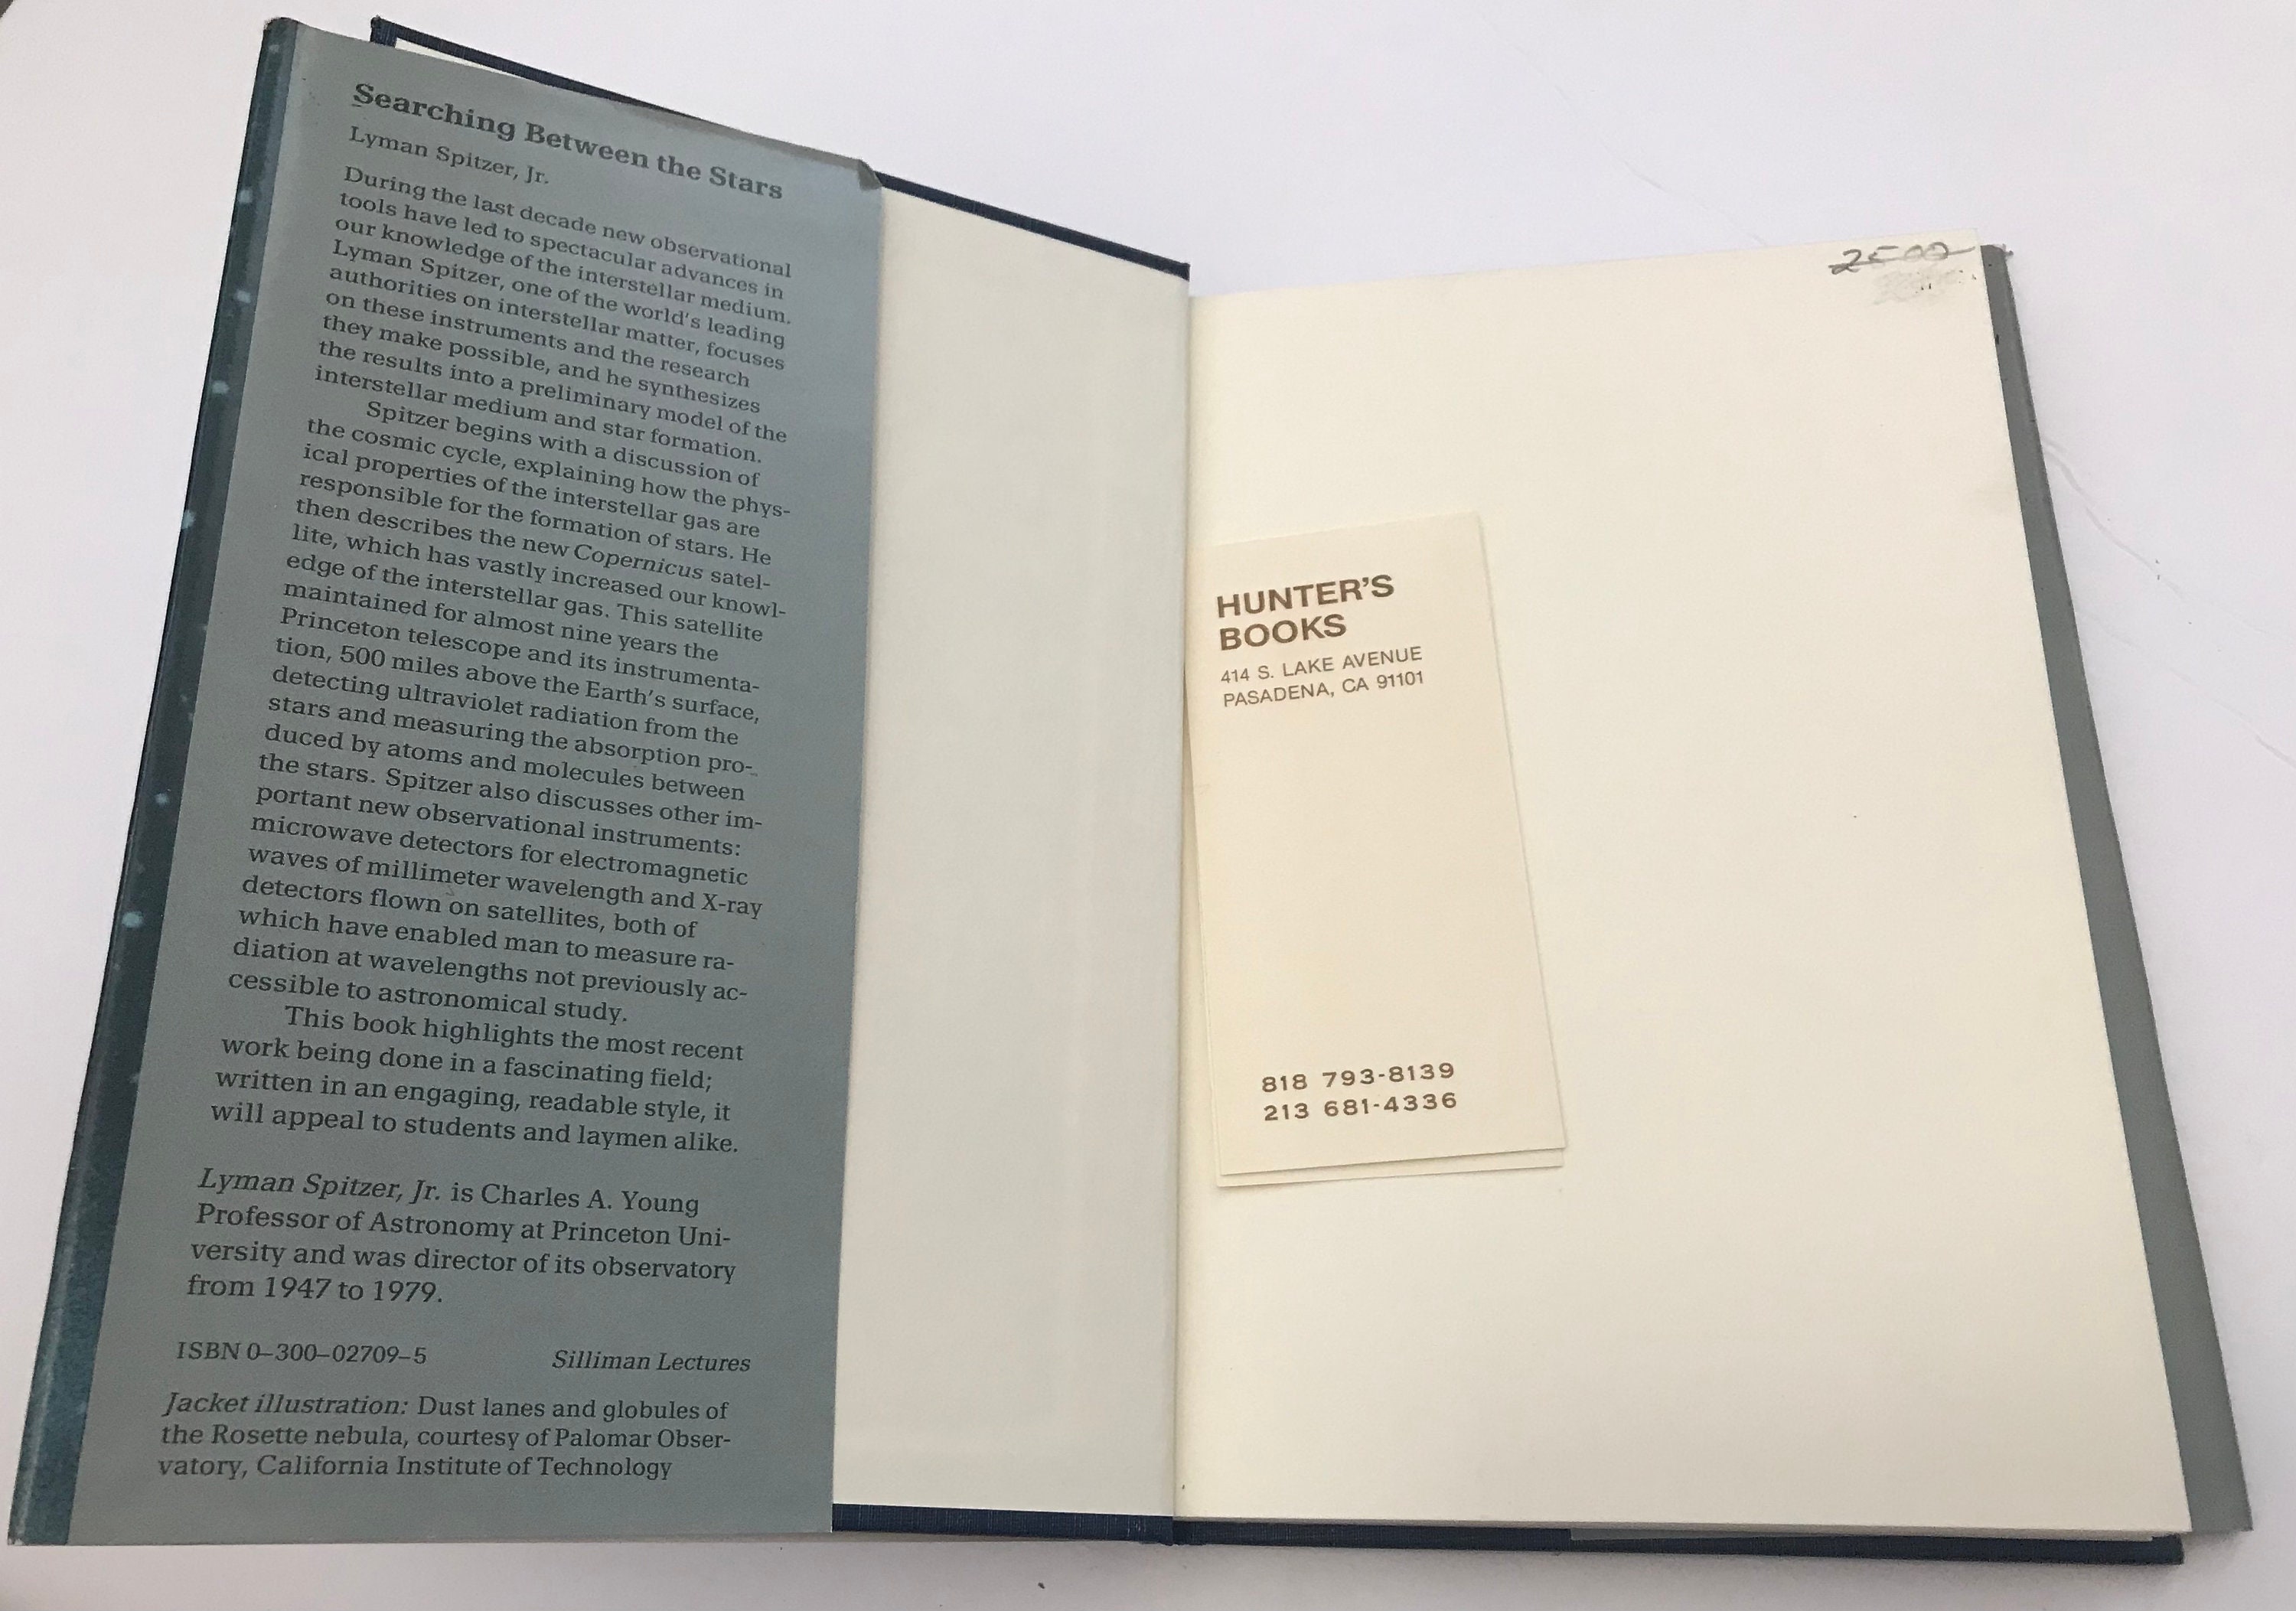 Searching Between the Stars
Lyman Spitzer, Jr.
During the last decade new observational
tools have led to spectacular advances in
our knowledge of the interstellar medium.
Lyman Spitzer, one of the world's leading
authorities on interstellar matter, focuses
on these instruments and the research
they make possible, and he synthesizes
the results into a preliminary model of the
interstellar medium and star formation.
Spitzer begins with a discussion of
the cosmic cycle, explaining how the phys-
ical properties of the interstellar gas are
responsible for the formation of stars. He
then describes the new Copernicus satel-
lite, which has vastly increased our knowl-
edge of the interstellar gas. This satellite
maintained for almost nine years the
Princeton telescope and its instrumenta-
tion, 500 miles above the Earth's surface,
detecting ultraviolet radiation from the
stars and measuring the absorption pro-
duced by atoms and molecules between
the stars. Spitzer also discusses other im-
portant new observational instruments:
microwave detectors for electromagnetic
waves of millimeter wavelength and X-ray
detectors flown on satellites, both of
which have enabled man to measure ra-
diation at wavelengths not previously ac-
cessible to astronomical study.
This book highlights the most recent
work being done in a fascinating field;
written in an engaging, readable style, it
will appeal to students and laymen alike.
Lyman Spitzer, Jr. is Charles A. Young
Professor of Astronomy at Princeton Uni-
versity and was director of its observatory
from 1947 to 1979.
ISBN 0–300–02709–5 Silliman Lectures
Jacket illustration: Dust lanes and globules of
the Rosette nebula, courtesy of Palomar Obser-
vatory, California Institute of Technology
2500
HUNTER'S
BOOKS
414 S. LAKE AVENUE
PASADENA, CA 91101
818 793-8139
213 681-4336